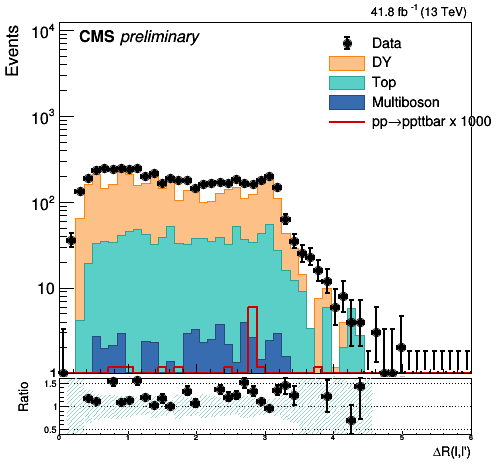 41.8 fb⁻¹ (13 TeV)
CMS preliminary
Events
Data
DY
Top
Multiboson
pp→ppttbar × 1000
10⁴
10³
10²
10
1
Ratio
1.5
1
0.5
0 1 2 3 4 5 6
ΔR(l,l')